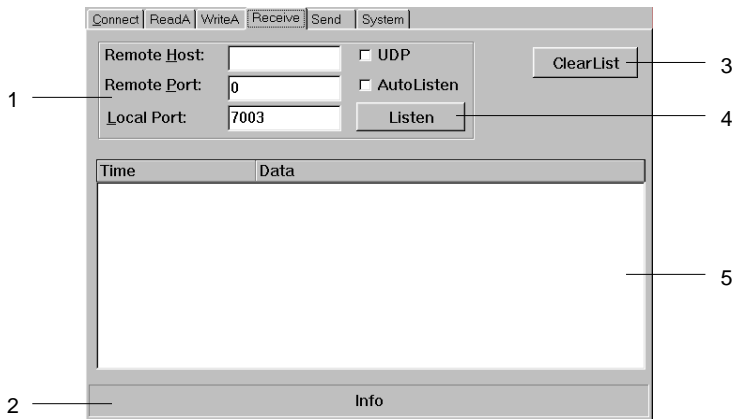 Connect ReadA WriteA Receive Send System
Remote Host: UDP ClearList 3
Remote Port: 0 AutoListen
1
Local Port: 7003 Listen 4
Time Data
5
2 Info